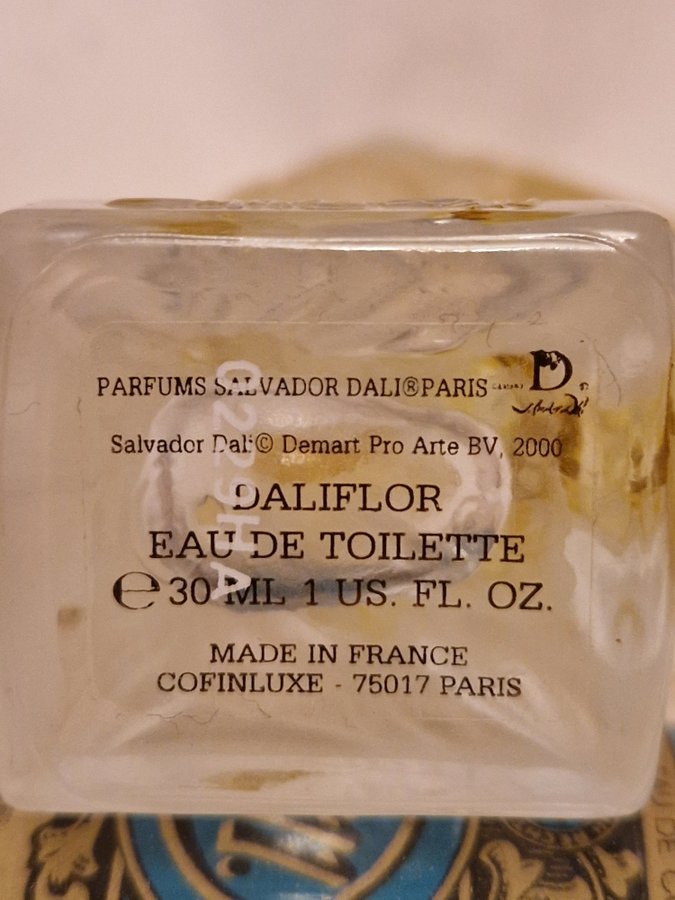 PARFUMS SALVADOR DALI®PARIS
D
Salvador Dali© Demart Pro Arte BV, 2000
DALIFLOR
EAU DE TOILETTE
℮ 30 ML 1 US. FL. OZ.
MADE IN FRANCE
COFINLUXE - 75017 PARIS